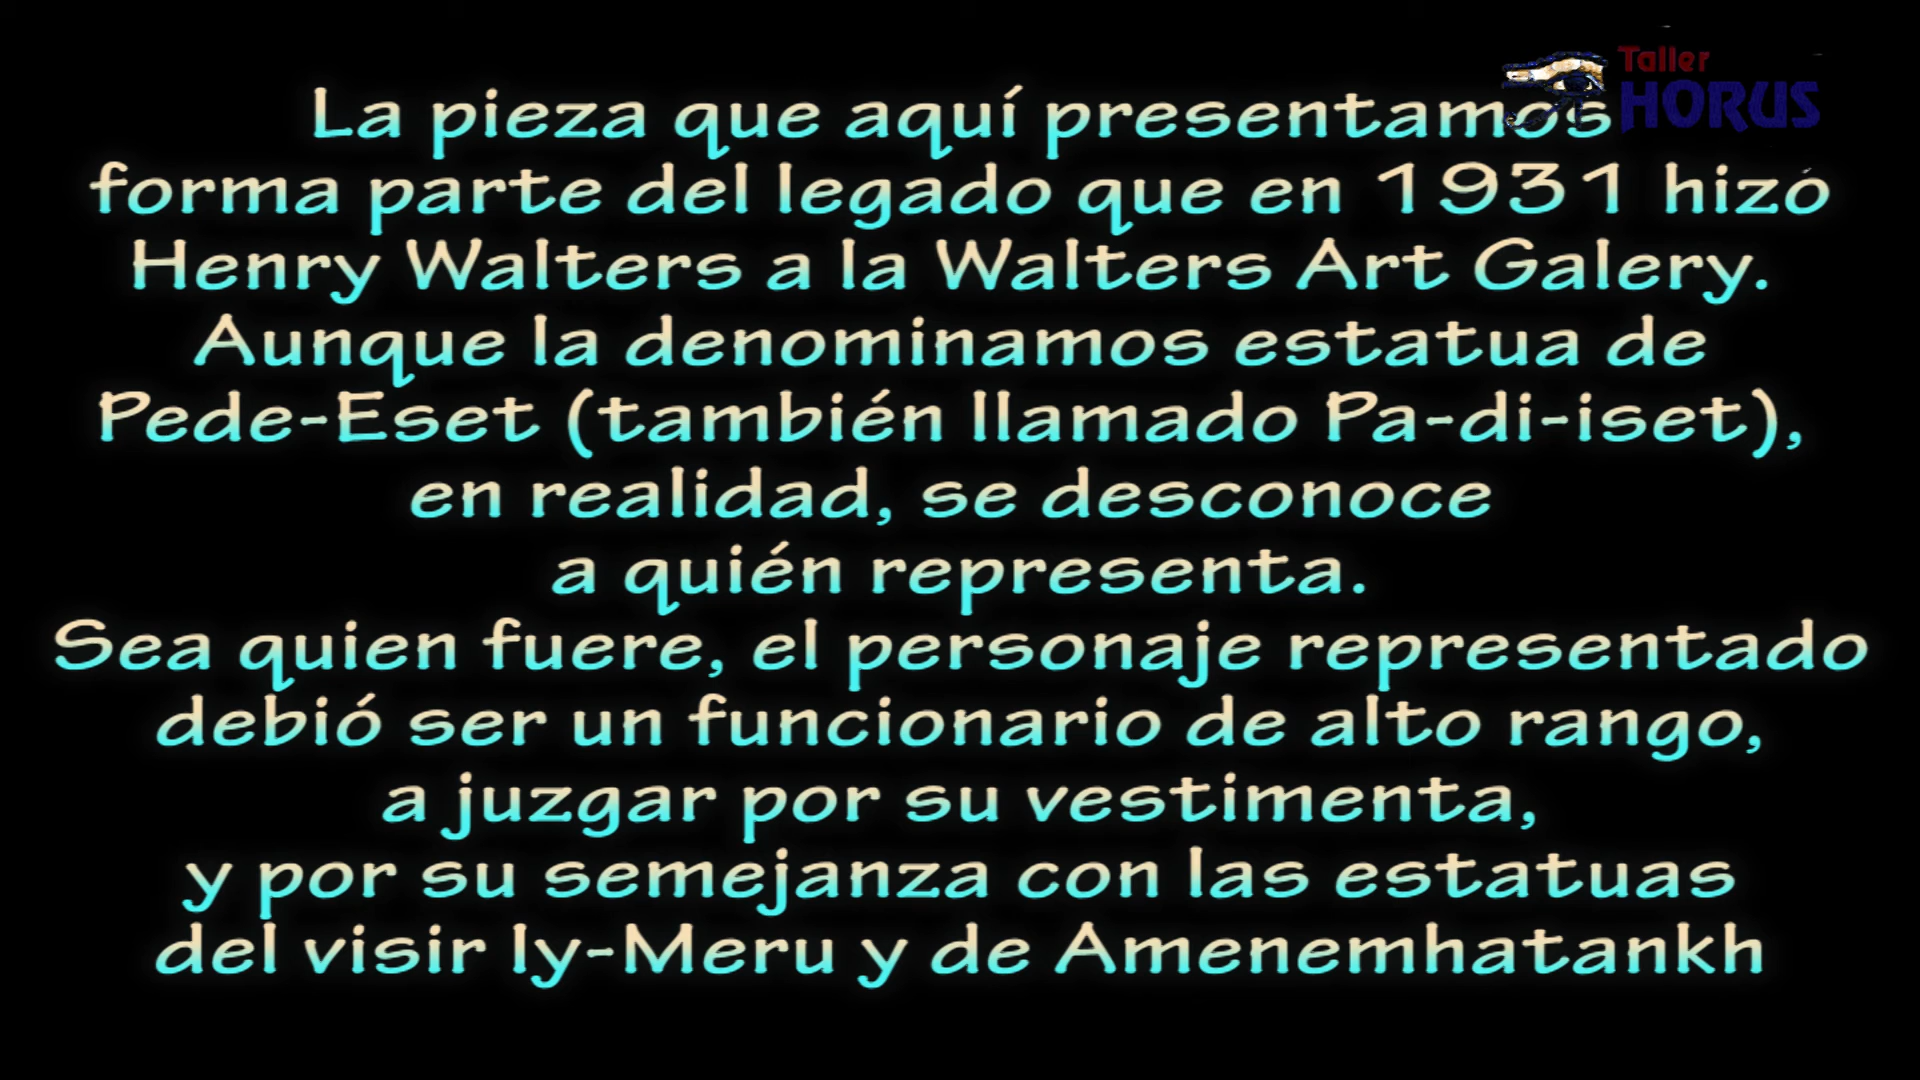 Taller
HORUS
La pieza que aquí presentamos
forma parte del legado que en 1931 hizó
Henry Walters a la Walters Art Galery.
Aunque la denominamos estatua de
Pede-Eset (también llamado Pa-di-iset),
en realidad, se desconoce
a quién representa.
Sea quien fuere, el personaje representado
debió ser un funcionario de alto rango,
a juzgar por su vestimenta,
y por su semejanza con las estatuas
del visir Iy-Meru y de Amenemhatankh